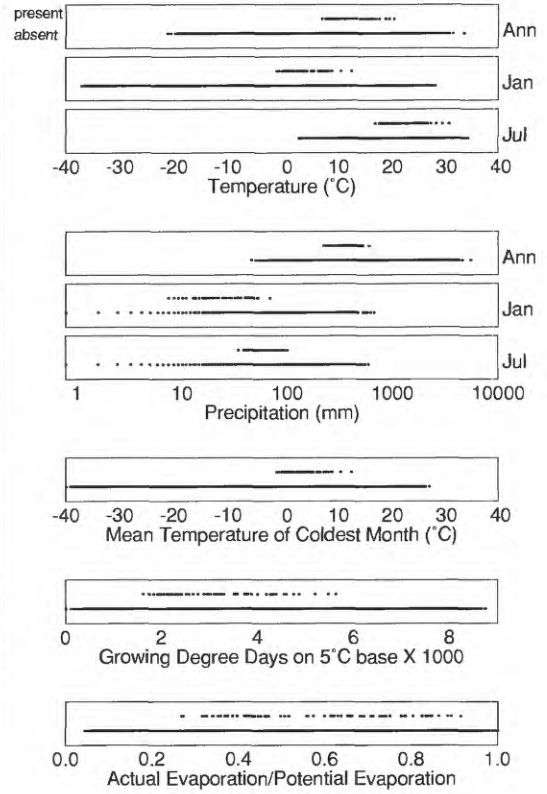 present
absent
Ann
Jan
Jul
-40 -30 -20 -10 0 10 20 30 40
Temperature (˚C)
Ann
Jan
Jul
1 10 100 1000 10000
Precipitation (mm)
-40 -30 -20 -10 0 10 20 30 40
Mean Temperature of Coldest Month (˚C)
0 2 4 6 8
Growing Degree Days on 5˚C base X 1000
0.0 0.2 0.4 0.6 0.8 1.0
Actual Evaporation/Potential Evaporation